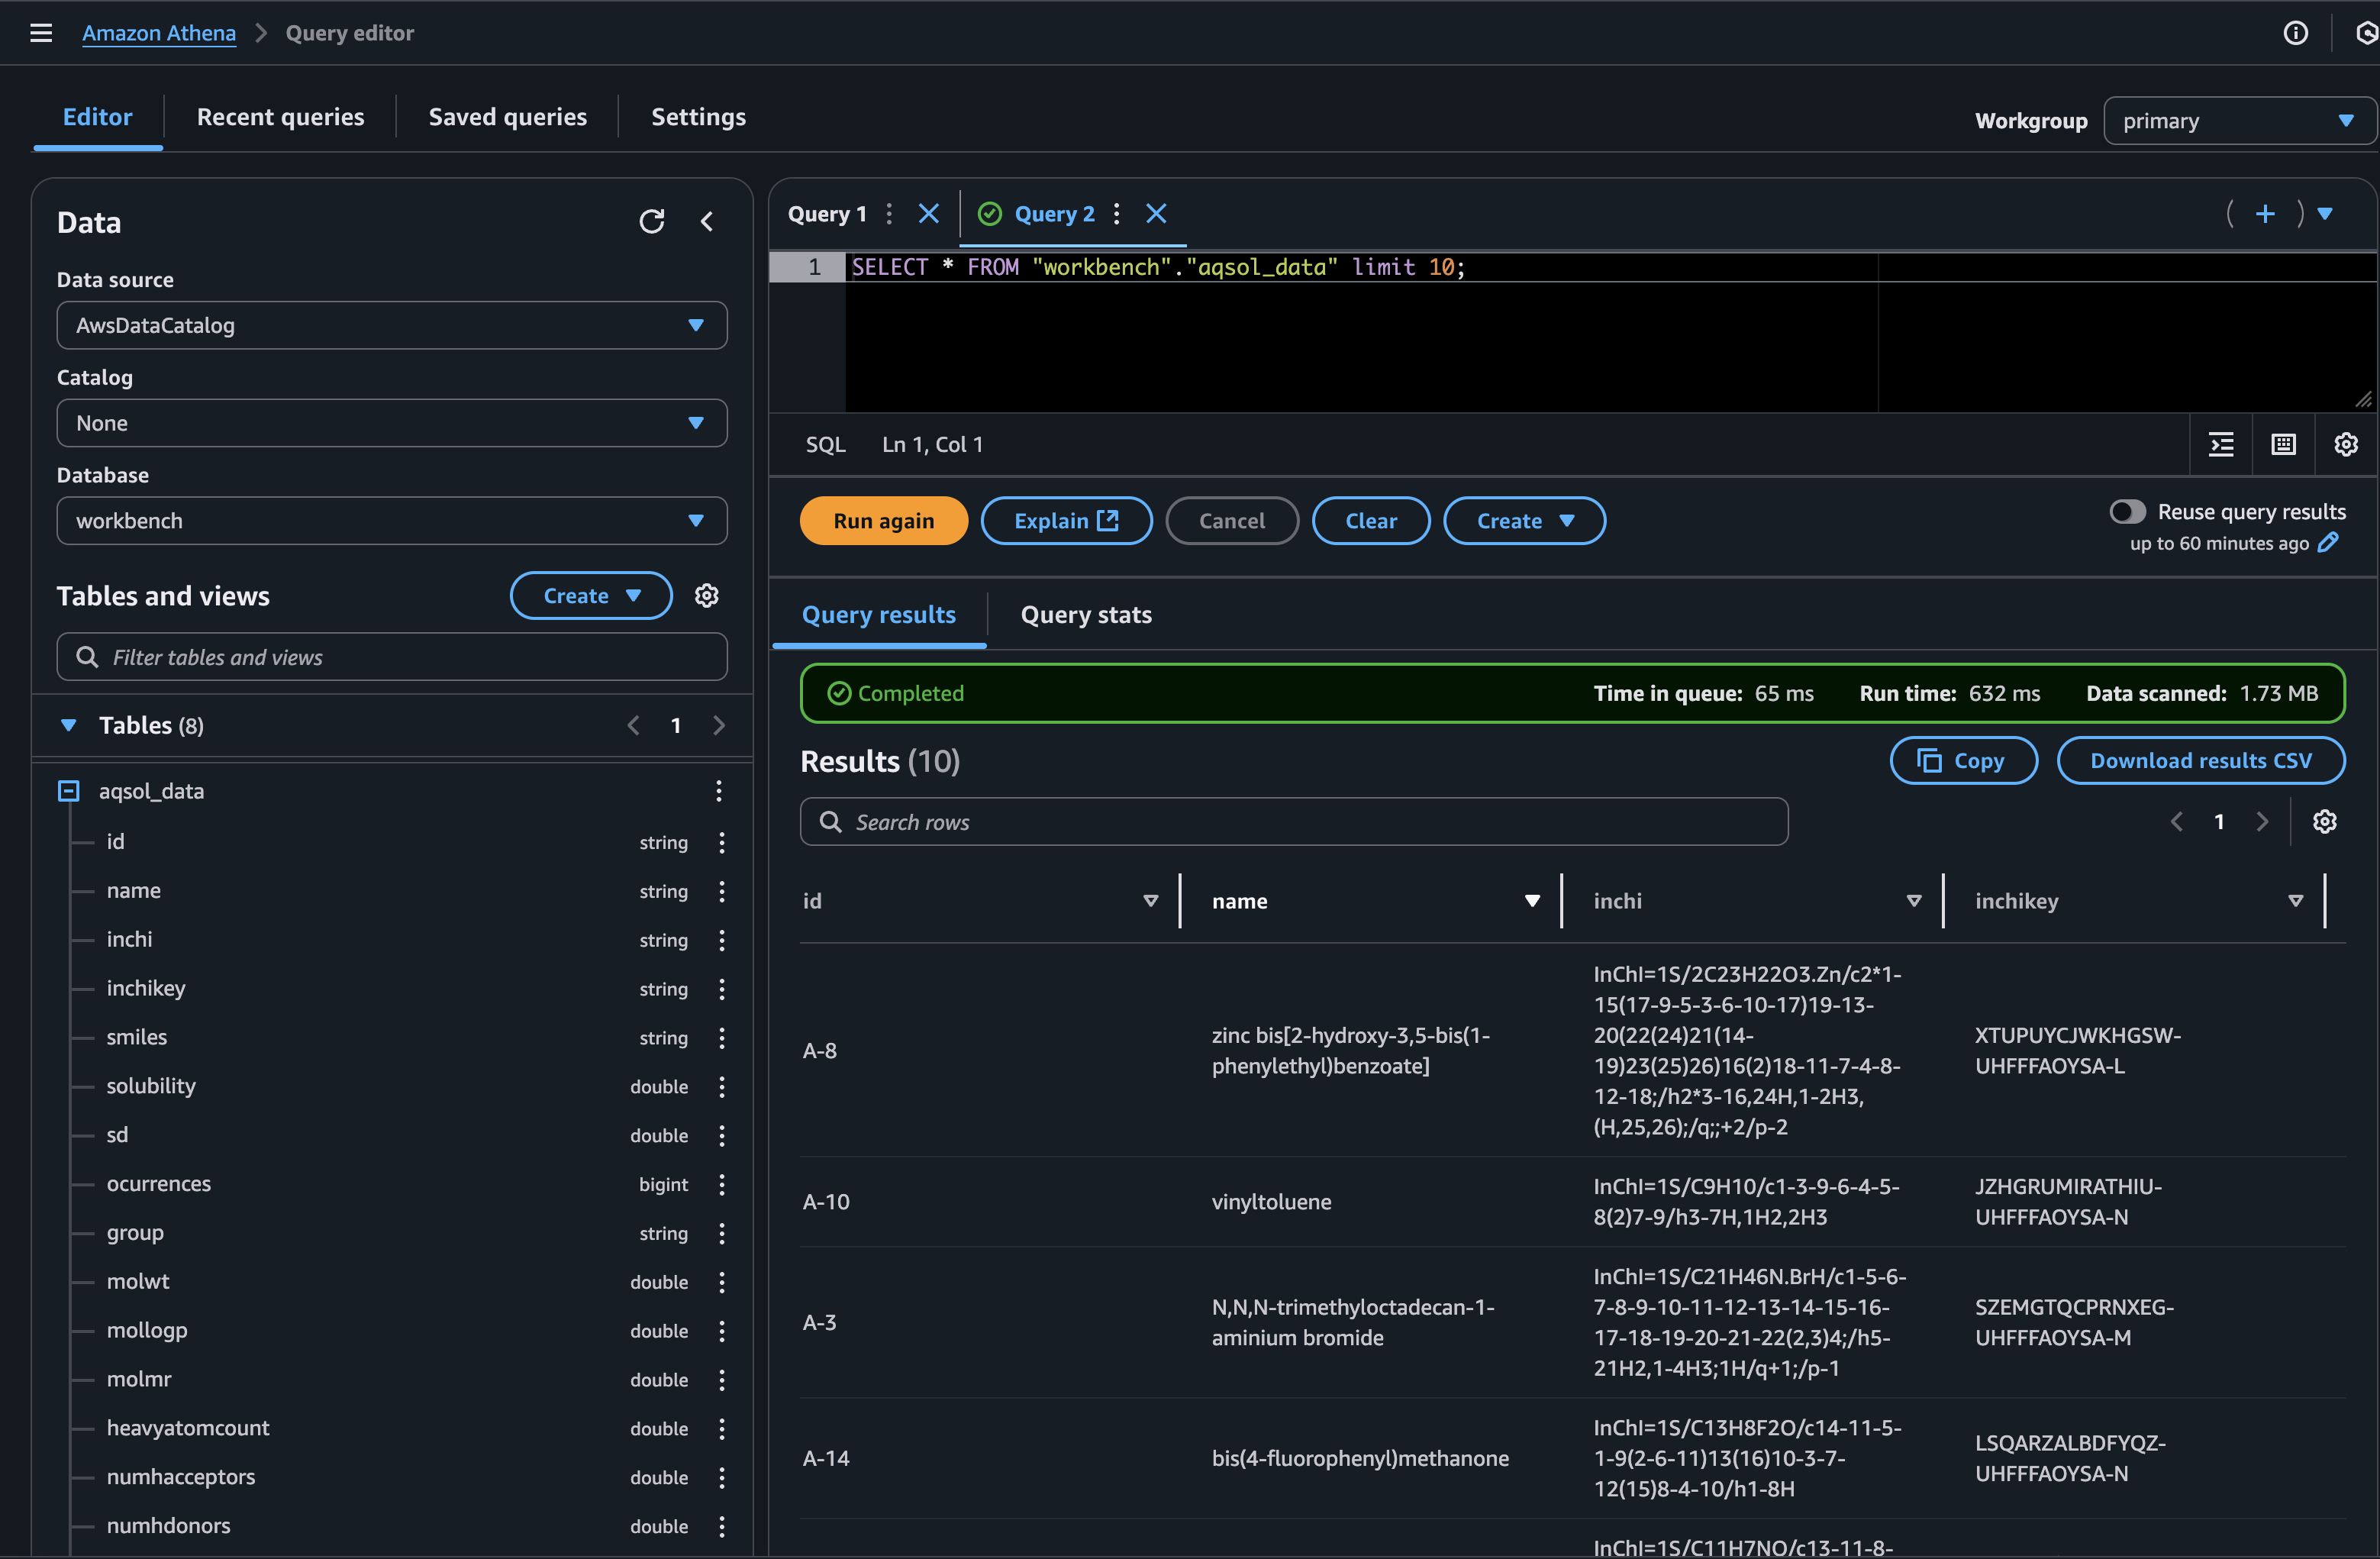 Amazon Athena
Query editor
Editor
Recent queries
Saved queries
Settings
Workgroup
primary
Data
Data source
AwsDataCatalog
Catalog
None
Database
workbench
Tables and views
Create
Filter tables and views
Tables (8)
1
aqsol_data
id string
name string
inchi string
inchikey string
smiles string
solubility double
sd double
ocurrences bigint
group string
molwt double
mollogp double
molmr double
heavyatomcount double
numhacceptors double
numhdonors double
Query 1
Query 2
1 SELECT * FROM "workbench"."aqsol_data" limit 10;
SQL Ln 1, Col 1
Run again
Explain
Cancel
Clear
Create
Reuse query results
up to 60 minutes ago
Query results
Query stats
Completed
Time in queue: 65 ms
Run time: 632 ms
Data scanned: 1.73 MB
Results (10)
Copy
Download results CSV
Search rows
1
id
name
inchi
inchikey
A-8
zinc bis[2-hydroxy-3,5-bis(1-
phenylethyl)benzoate]
InChI=1S/2C23H22O3.Zn/c2*1-
15(17-9-5-3-6-10-17)19-13-
20(22(24)21(14-
19)23(25)26)16(2)18-11-7-4-8-
12-18;/h2*3-16,24H,1-2H3,
(H,25,26);/q;;+2/p-2
XTUPUYCJWKHGSW-
UHFFFAOYSA-L
A-10
vinyltoluene
InChI=1S/C9H10/c1-3-9-6-4-5-
8(2)7-9/h3-7H,1H2,2H3
JZHGRUMIRATHIU-
UHFFFAOYSA-N
A-3
N,N,N-trimethyloctadecan-1-
aminium bromide
InChI=1S/C21H46N.BrH/c1-5-6-
7-8-9-10-11-12-13-14-15-16-
17-18-19-20-21-22(2,3)4;/h5-
21H2,1-4H3;1H/q+1;/p-1
SZEMGTQCPRNXEG-
UHFFFAOYSA-M
A-14
bis(4-fluorophenyl)methanone
InChI=1S/C13H8F2O/c14-11-5-
1-9(2-6-11)13(16)10-3-7-
12(15)8-4-10/h1-8H
LSQARZALBDFYQZ-
UHFFFAOYSA-N
InChI=1S/C11H7NO/c13-11-8-